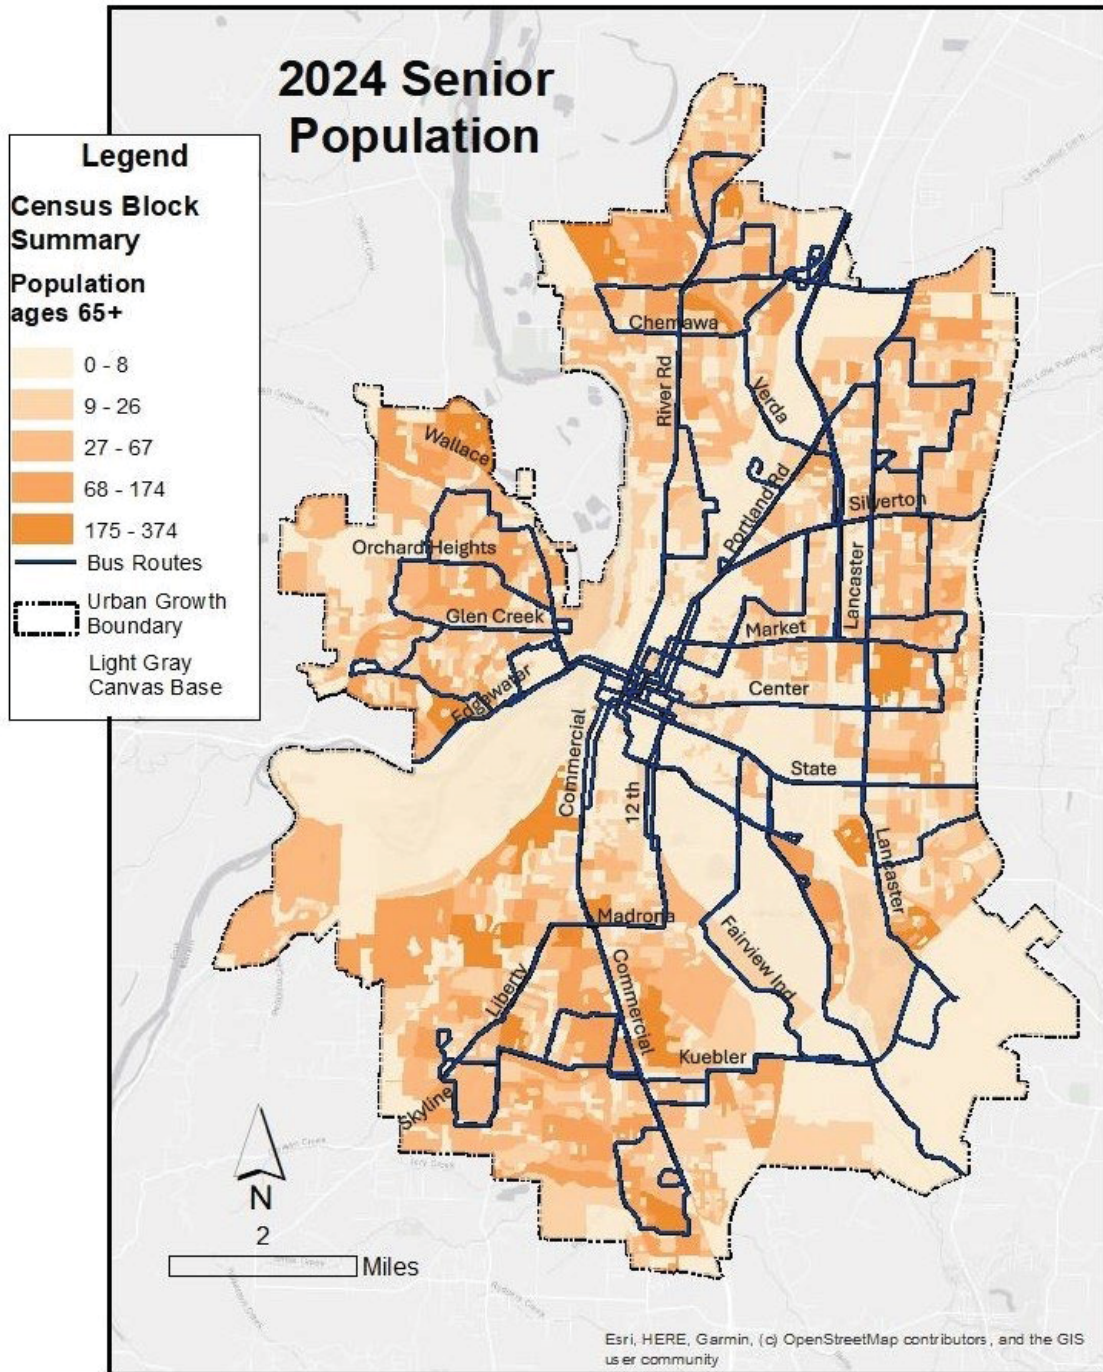 2024 Senior
Population
Legend
Census Block
Summary
Population
ages 65+
0 - 8
9 - 26
27 - 67
68 - 174
175 - 374
Bus Routes
Urban Growth
Boundary
Light Gray
Canvas Base
Chemawa
River Rd
Verda
Wallace
Portland Rd
Silverton
Orchard Heights
Lancaster
Glen Creek
Market
Edgewater
Center
Commercial
State
12 th
Lancaster
Madrona
Fairview Ind
Liberty
Commercial
Kuebler
Skyline
N
2
Miles
Esri, HERE, Garmin, (c) OpenStreetMap contributors, and the GIS
user community